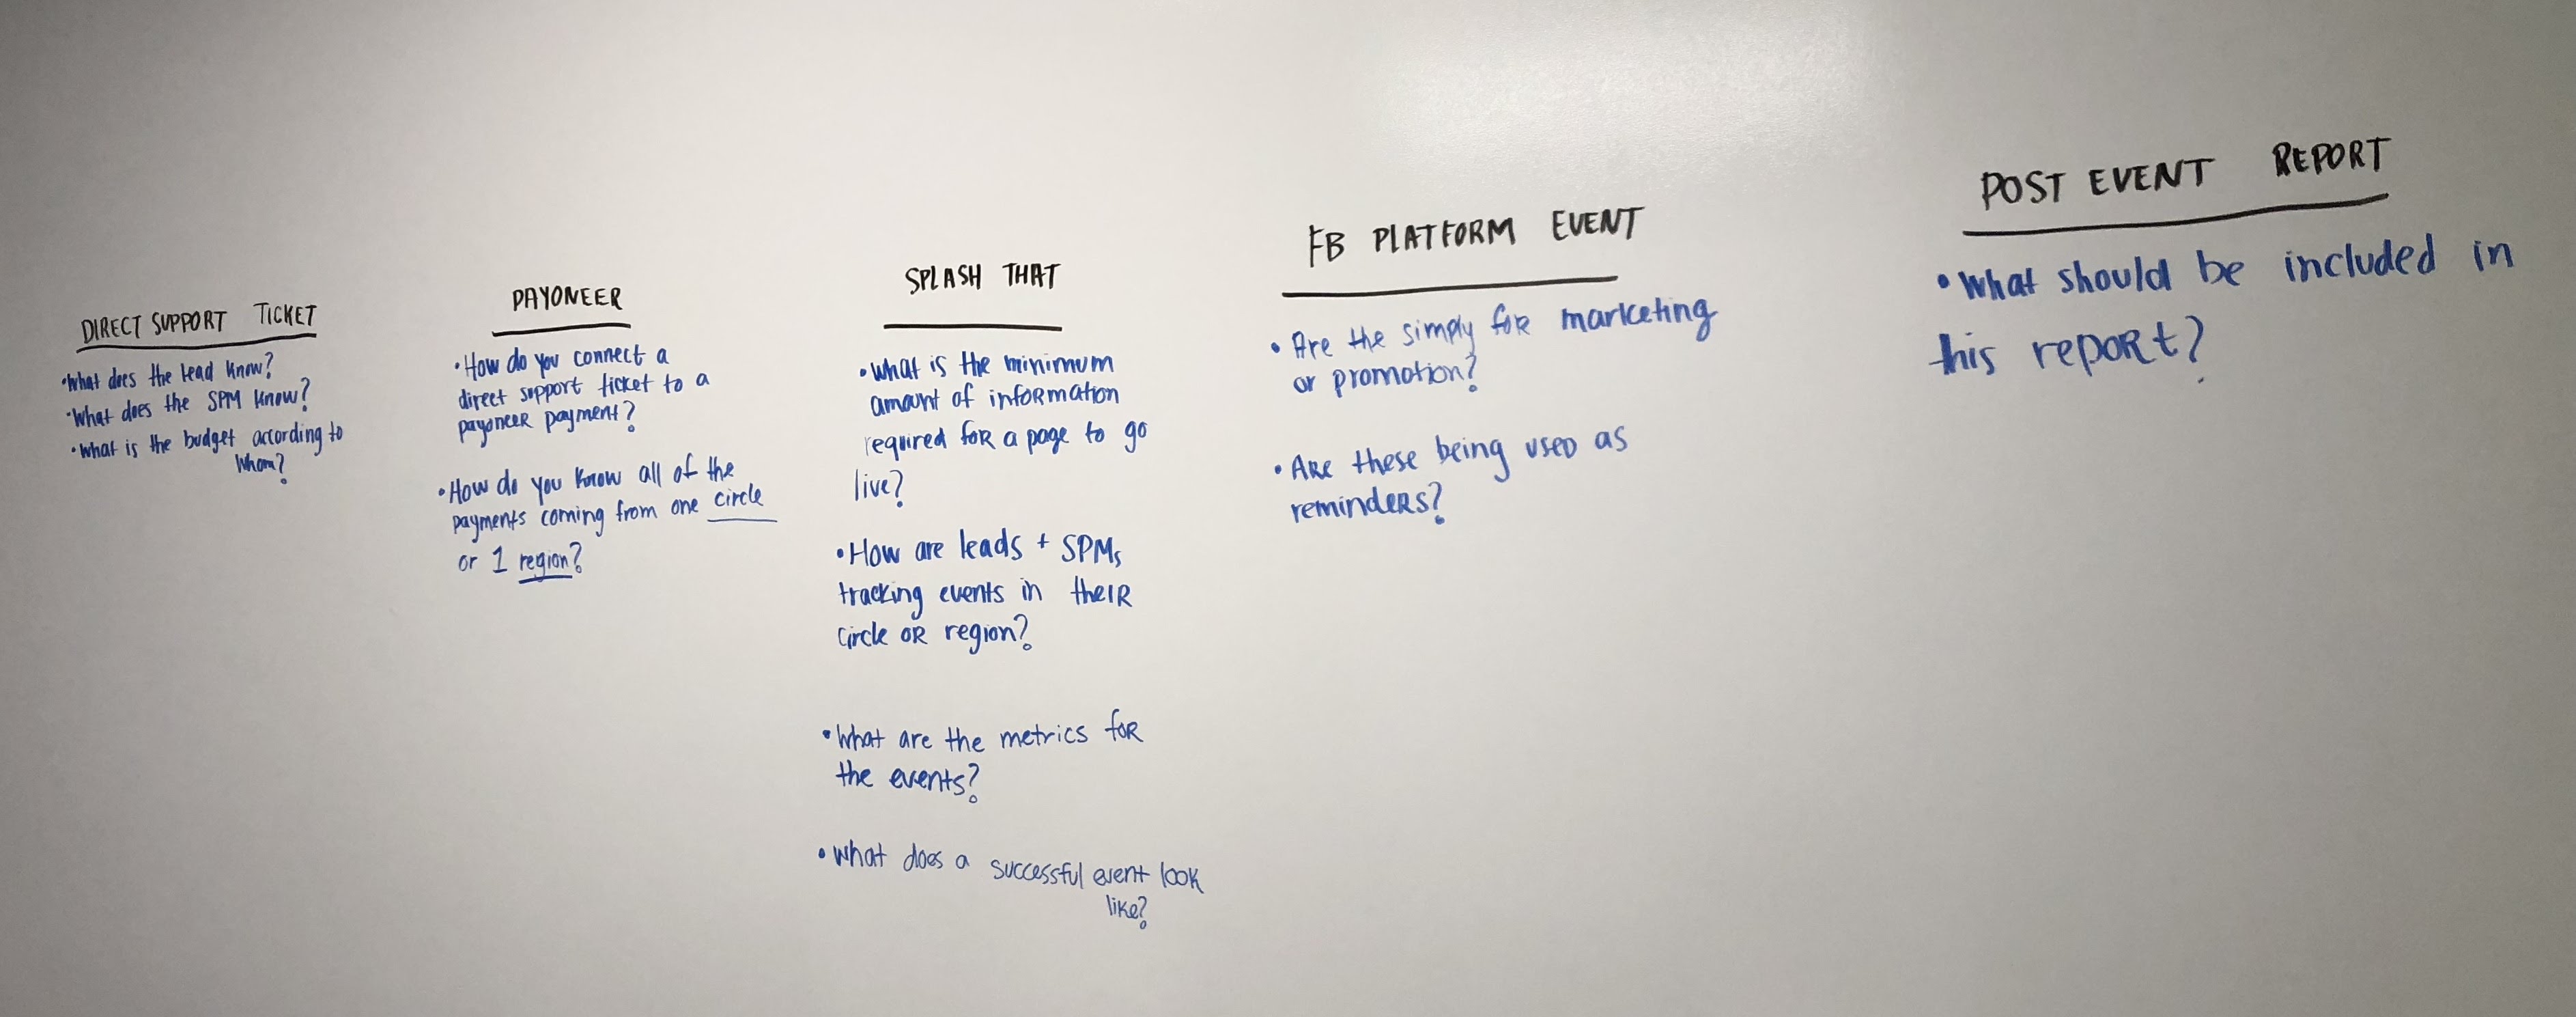 DIRECT SUPPORT TICKET
•What does the lead know?
•What does the SPM know?
•What is the budget according to
whom?
PAYONEER
•How do you connect a
direct support ticket to a
payoneer payment?
•How do you know all of the
payments coming from one circle
or 1 region?
SPLASH THAT
•What is the minimum
amount of information
required for a page to go
live?
•How are leads + SPMs
tracking events in their
circle or region?
•What are the metrics for
the events?
•What does a successful event look
like?
FB PLATFORM EVENT
•Are the simply for marketing
or promotion?
•Are these being used as
reminders?
POST EVENT REPORT
•What should be included in
this report?